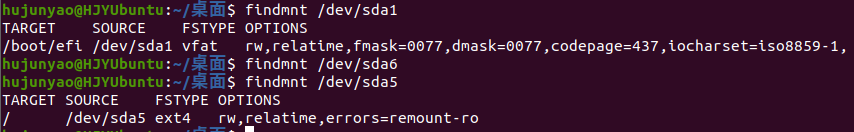 hujunyao@HJYUbuntu:~/桌面$ findmnt /dev/sda1
TARGET    SOURCE    FSTYPE OPTIONS
/boot/efi /dev/sda1 vfat   rw,relatime,fmask=0077,dmask=0077,codepage=437,iocharset=iso8859-1,
hujunyao@HJYUbuntu:~/桌面$ findmnt /dev/sda6
hujunyao@HJYUbuntu:~/桌面$ findmnt /dev/sda5
TARGET SOURCE    FSTYPE OPTIONS
/      /dev/sda5 ext4   rw,relatime,errors=remount-ro